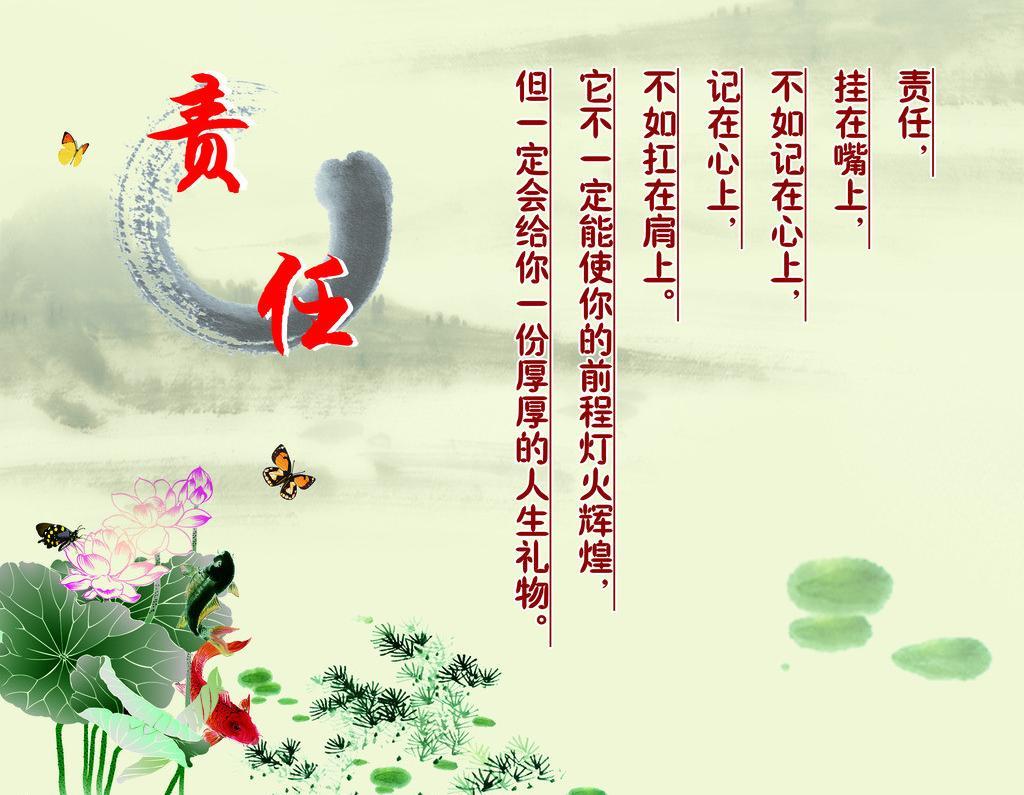 责任
责任，
挂在嘴上，
不如记在心上，
记在心上，
不如扛在肩上。
它不一定能使你的前程灯火辉煌，
但一定会给你一份厚厚的人生礼物。